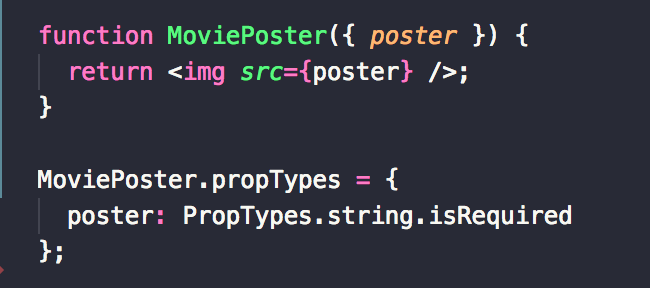 function MoviePoster({ poster }) {
  return <img src={poster} />;
}

MoviePoster.propTypes = {
  poster: PropTypes.string.isRequired
};